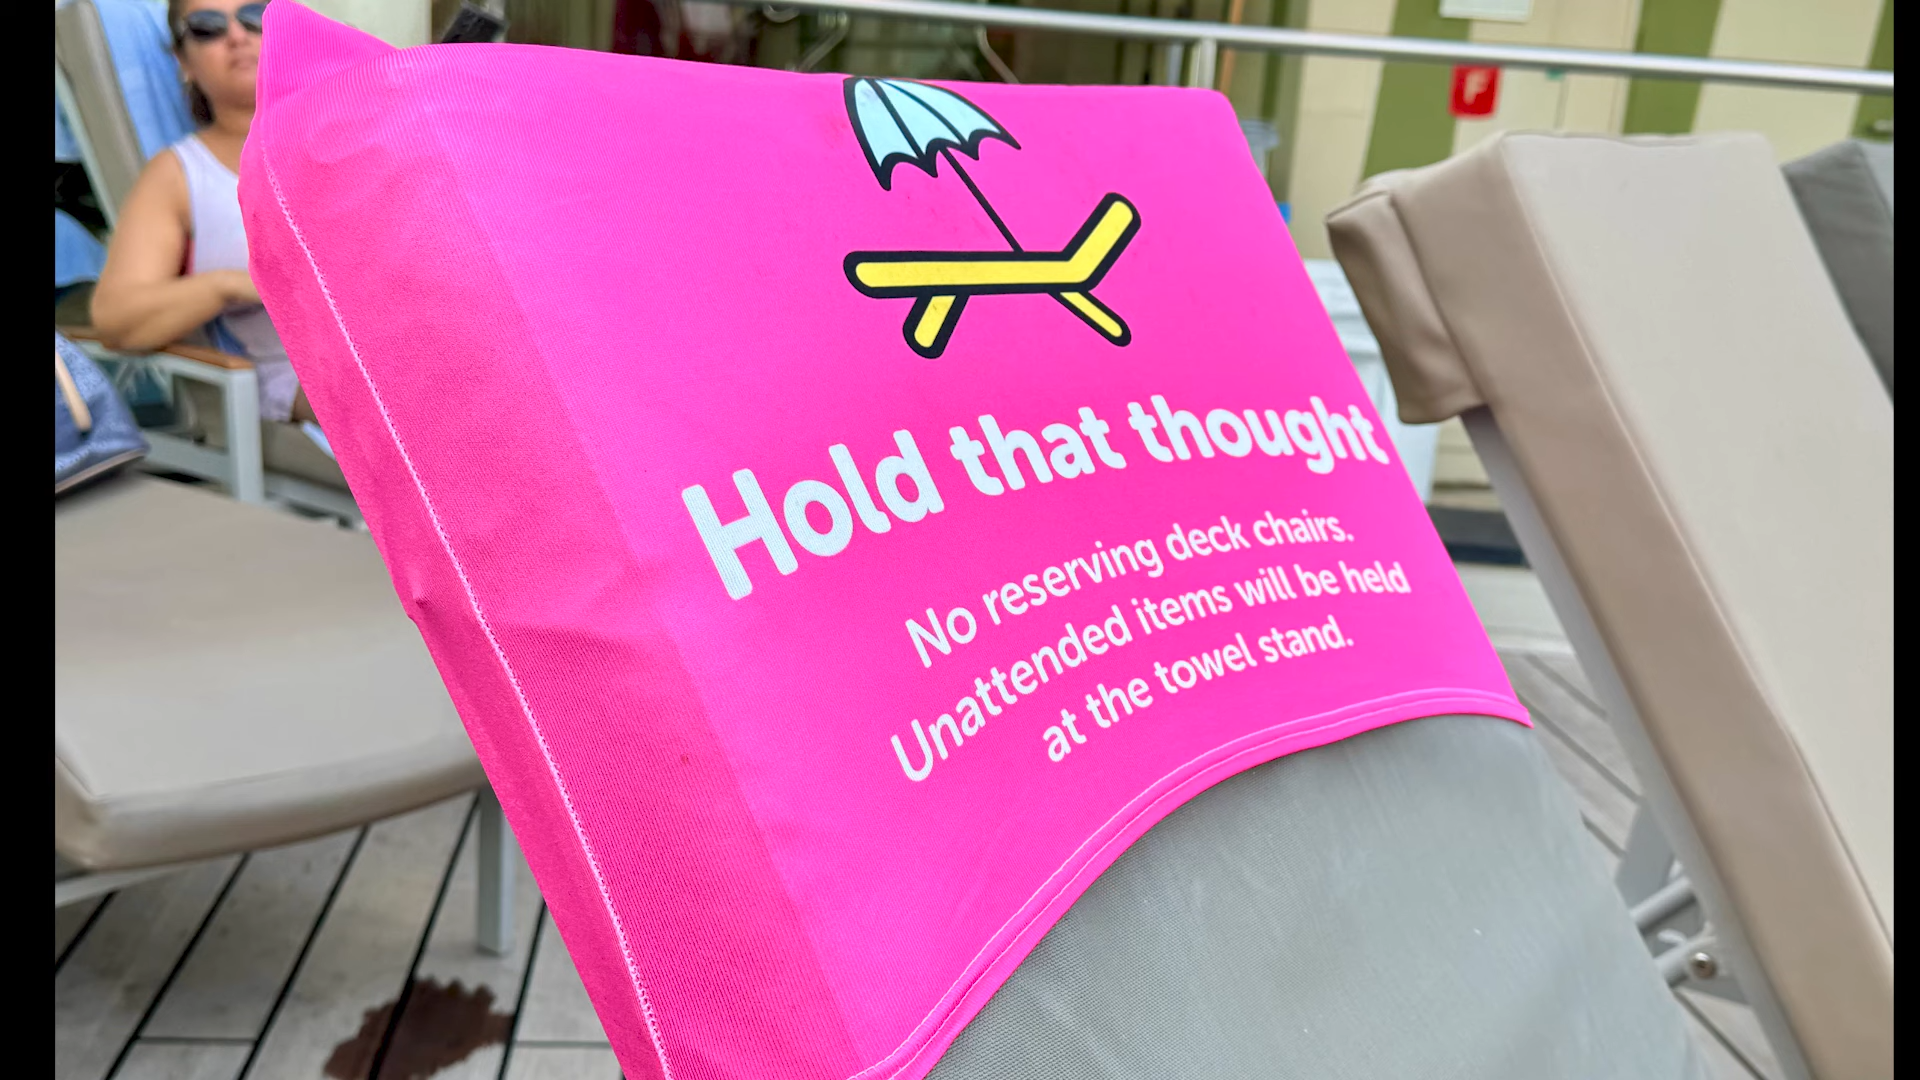 F
Hold that thought
No reserving deck chairs.
Unattended items will be held
at the towel stand.